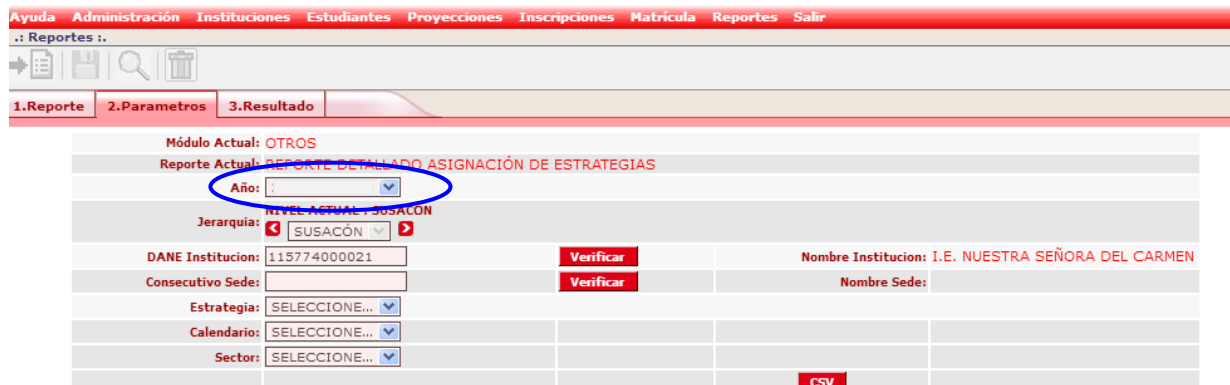 Ayuda Administración Instituciones Estudiantes Proyecciones Inscripciones Matrícula Reportes Salir
.: Reportes :.
1.Reporte 2.Parametros 3.Resultado
Módulo Actual: OTROS
Reporte Actual: REPORTE DETALLADO ASIGNACIÓN DE ESTRATEGIAS
Año:
NIVEL ACTUAL : SUSACÓN
Jerarquia: SUSACÓN
DANE Institucion: 115774000021 Verificar Nombre Institucion: I.E. NUESTRA SEÑORA DEL CARMEN
Consecutivo Sede: Verificar Nombre Sede:
Estrategia: SELECCIONE...
Calendario: SELECCIONE...
Sector: SELECCIONE...
CSV